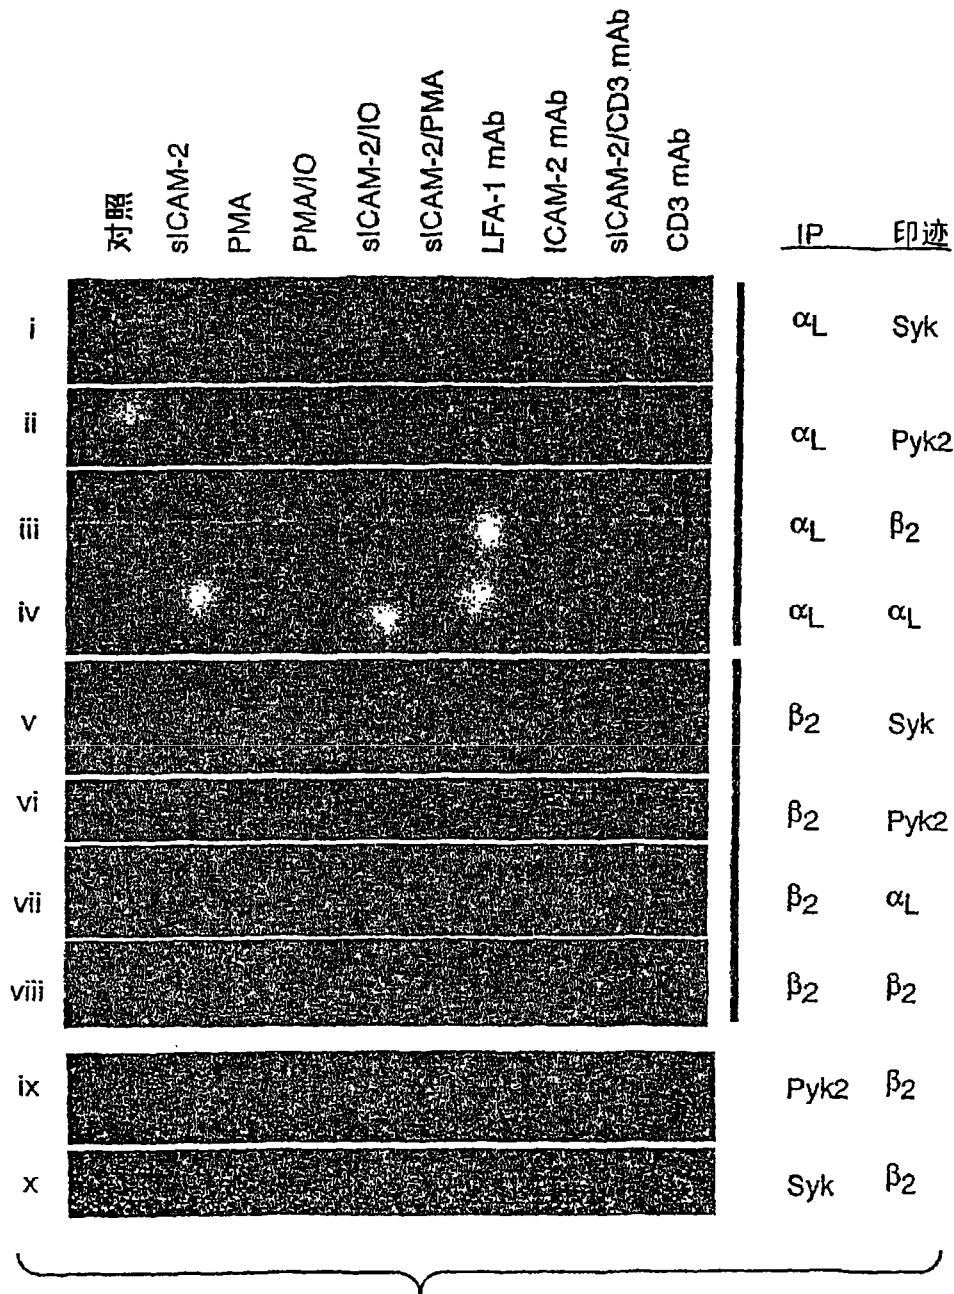 对照
sICAM-2
PMA
PMA/IO
sICAM-2/IO
sICAM-2/PMA
LFA-1 mAb
ICAM-2 mAb
sICAM-2/CD3 mAb
CD3 mAb
IP 印迹
i αL Syk
ii αL Pyk2
iii αL β2
iv αL αL
v β2 Syk
vi β2 Pyk2
vii β2 αL
viii β2 β2
ix Pyk2 β2
x Syk β2